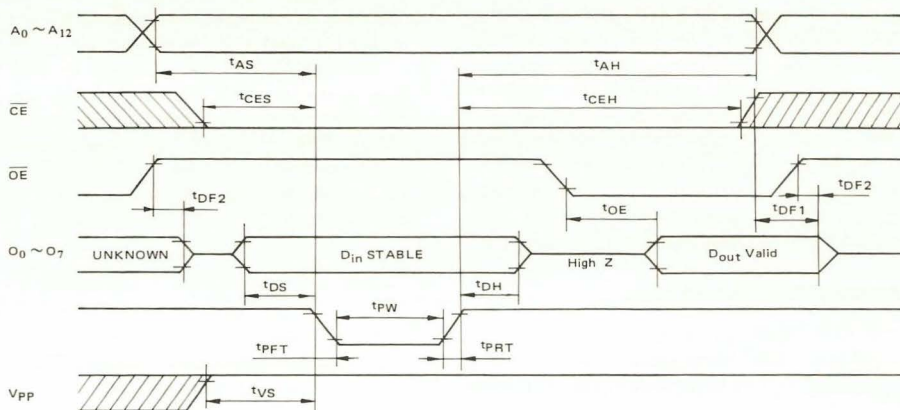 A0 ~ A12
tAS
tAH
tCES
tCEH
CE
OE
tDF2
tOE
tDF1
tDF2
O0 ~ O7
UNKNOWN
Din STABLE
High Z
Dout Valid
tDS
tPW
tDH
tPFT
tPRT
VPP
tVS